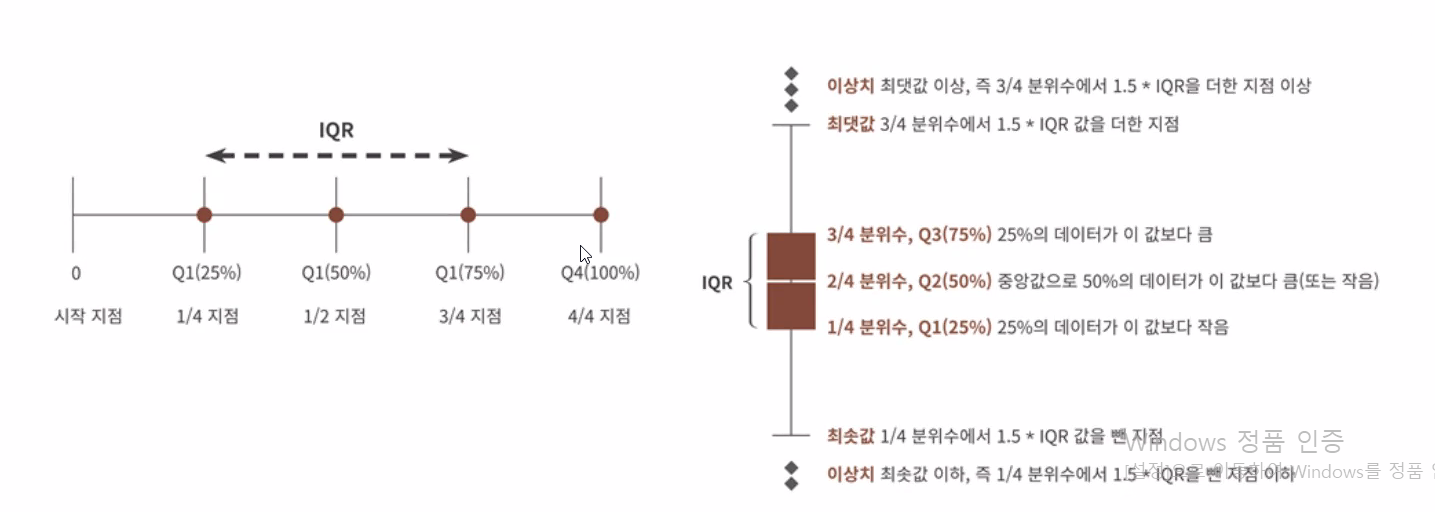 IQR
0 Q1(25%) Q1(50%) Q1(75%) Q4(100%)
시작 지점 1/4 지점 1/2 지점 3/4 지점 4/4 지점
이상치 최댓값 이상, 즉 3/4 분위수에서 1.5 * IQR을 더한 지점 이상
최댓값 3/4 분위수에서 1.5 * IQR 값을 더한 지점
3/4 분위수, Q3(75%) 25%의 데이터가 이 값보다 큼
IQR
2/4 분위수, Q2(50%) 중앙값으로 50%의 데이터가 이 값보다 큼(또는 작음)
1/4 분위수, Q1(25%) 25%의 데이터가 이 값보다 작음
최솟값 1/4 분위수에서 1.5 * IQR 값을 뺀 지점
Windows 정품 인증
이상치 최솟값 이하, 즉 1/4 분위수에서 1.5 * IQR을 뺀 지점 이하
[설정]으로 이동하여 Windows를 정품